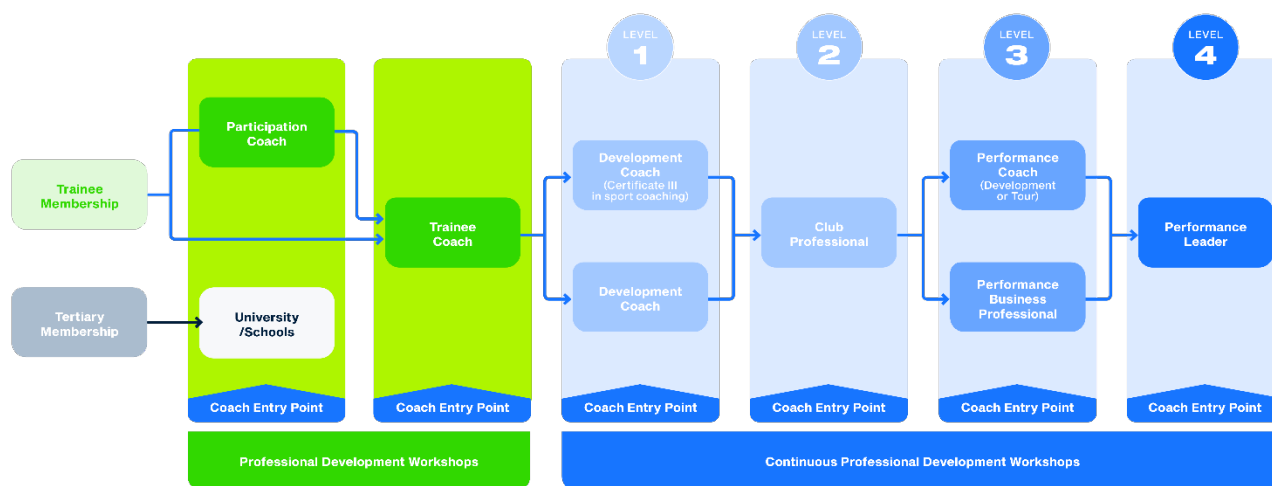 LEVEL
1
LEVEL
2
LEVEL
3
LEVEL
4
Trainee
Membership
Tertiary
Membership
Participation
Coach
University
/Schools
Trainee
Coach
Development
Coach
(Certificate III
in sport coaching)
Development
Coach
Club
Professional
Performance
Coach
(Development
or Tour)
Performance
Business
Professional
Performance
Leader
Coach Entry Point
Coach Entry Point
Coach Entry Point
Coach Entry Point
Coach Entry Point
Coach Entry Point
Professional Development Workshops
Continuous Professional Development Workshops